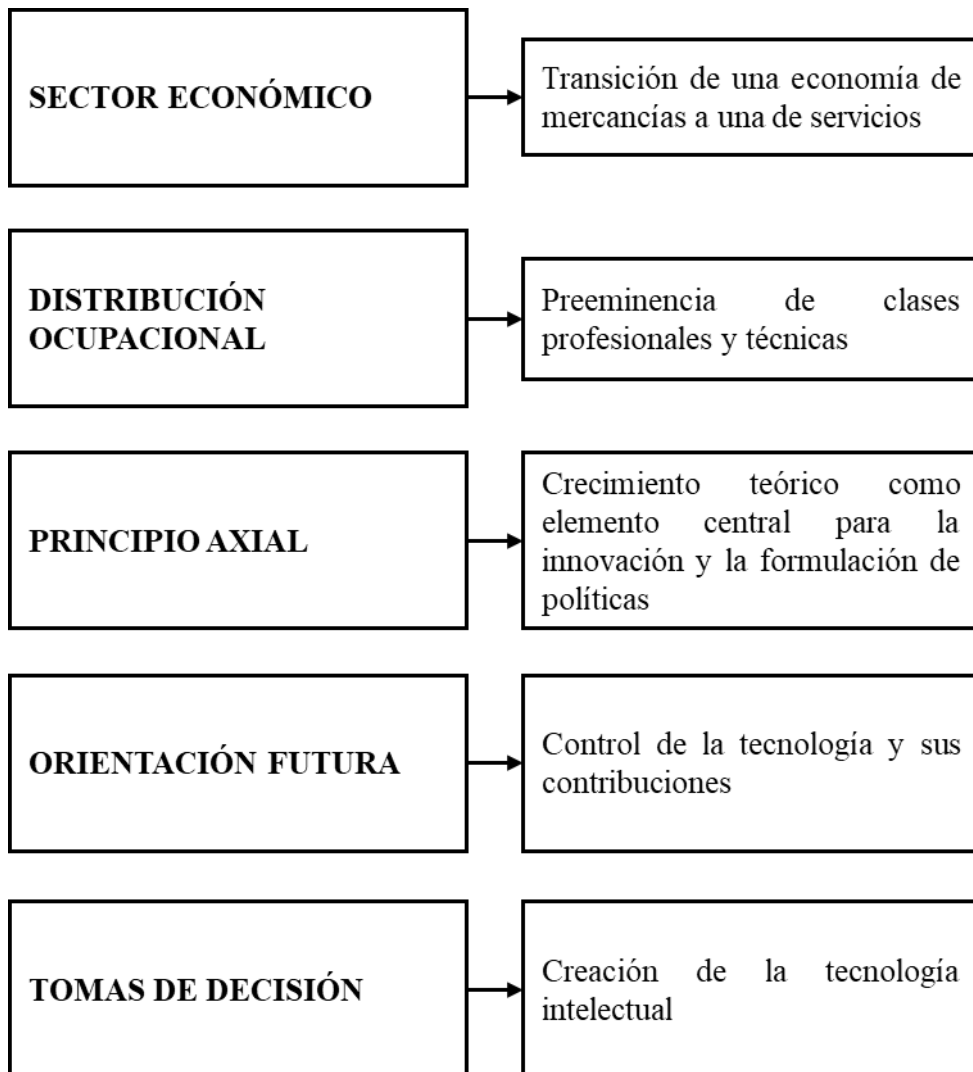 SECTOR ECONÓMICO
Transición de una economía de
mercancías a una de servicios
DISTRIBUCIÓN
OCUPACIONAL
Preeminencia de clases
profesionales y técnicas
PRINCIPIO AXIAL
Crecimiento teórico como
elemento central para la
innovación y la formulación de
políticas
ORIENTACIÓN FUTURA
Control de la tecnología y sus
contribuciones
TOMAS DE DECISIÓN
Creación de la tecnología
intelectual